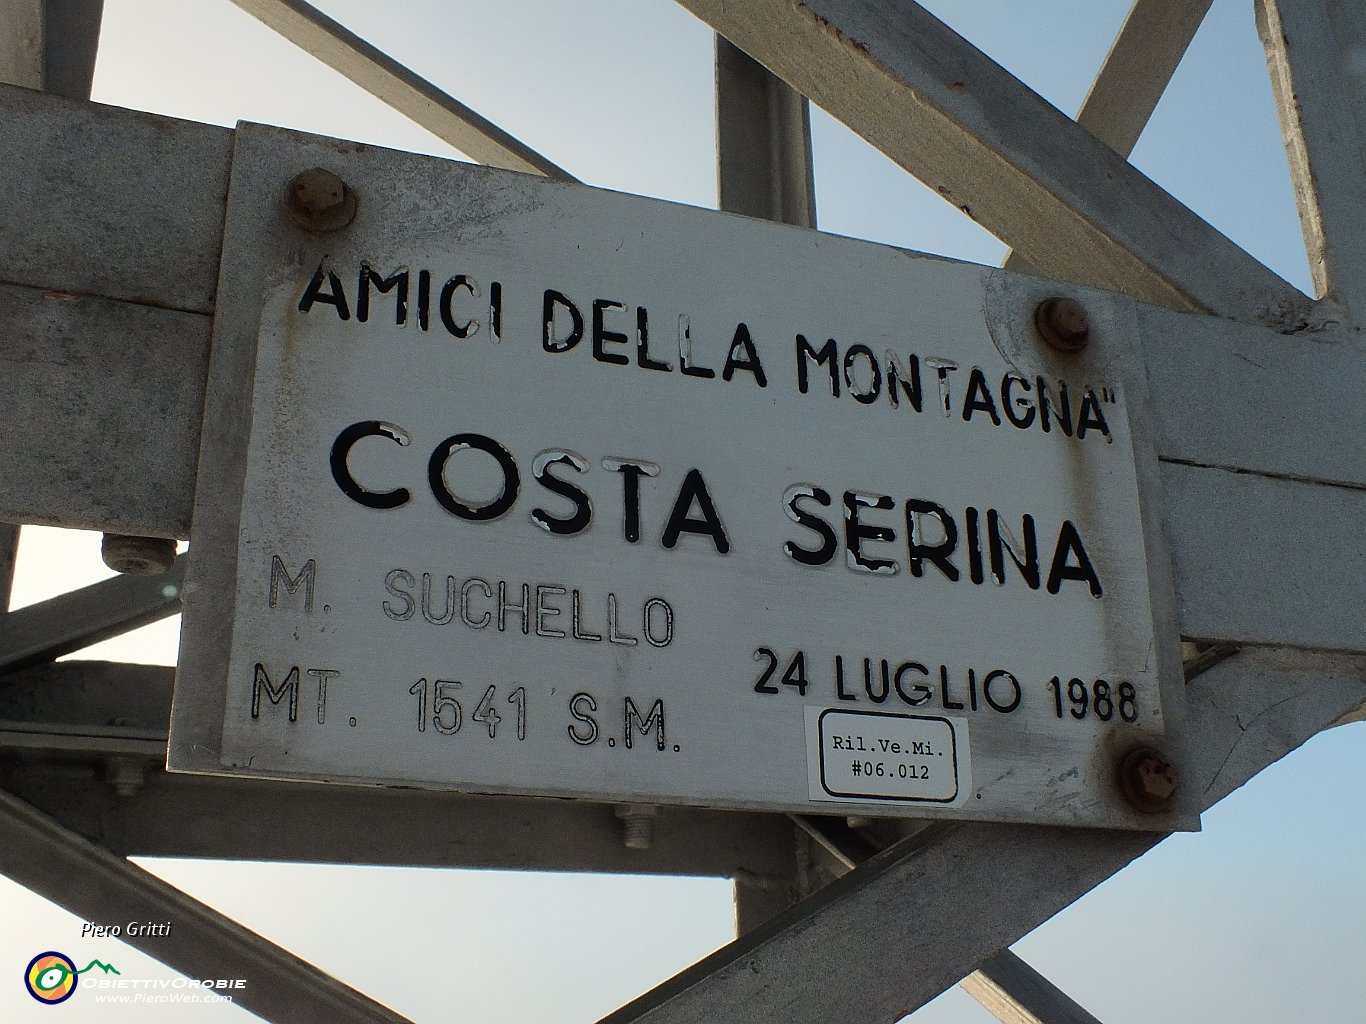 "AMICI DELLA MONTAGNA"
COSTA SERINA
M. SUCHELLO
MT. 1541 S.M.
24 LUGLIO 1988
Ril.Ve.Mi.
#06.012
Piero Gritti
OBIETTIVOROBIE
www.PieroWeb.com